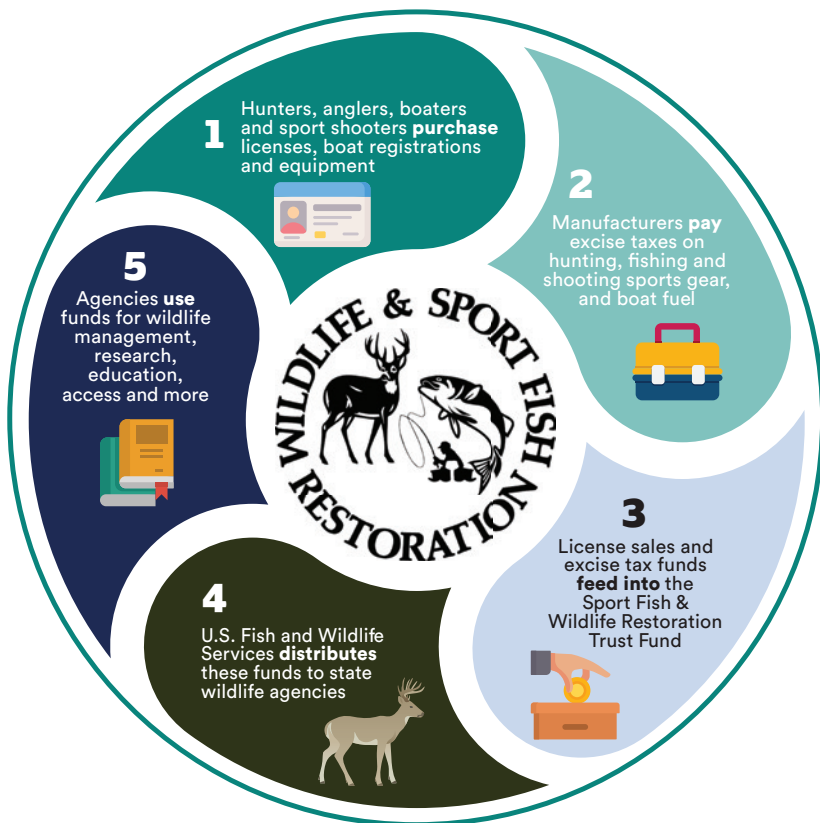 1
Hunters, anglers, boaters
and sport shooters purchase
licenses, boat registrations
and equipment
2
Manufacturers pay
excise taxes on
hunting, fishing and
shooting sports gear,
and boat fuel
3
License sales and
excise tax funds
feed into the
Sport Fish &
Wildlife Restoration
Trust Fund
4
U.S. Fish and Wildlife
Services distributes
these funds to state
wildlife agencies
5
Agencies use
funds for wildlife
management,
research,
education,
access and more
WILDLIFE & SPORT FISH
RESTORATION